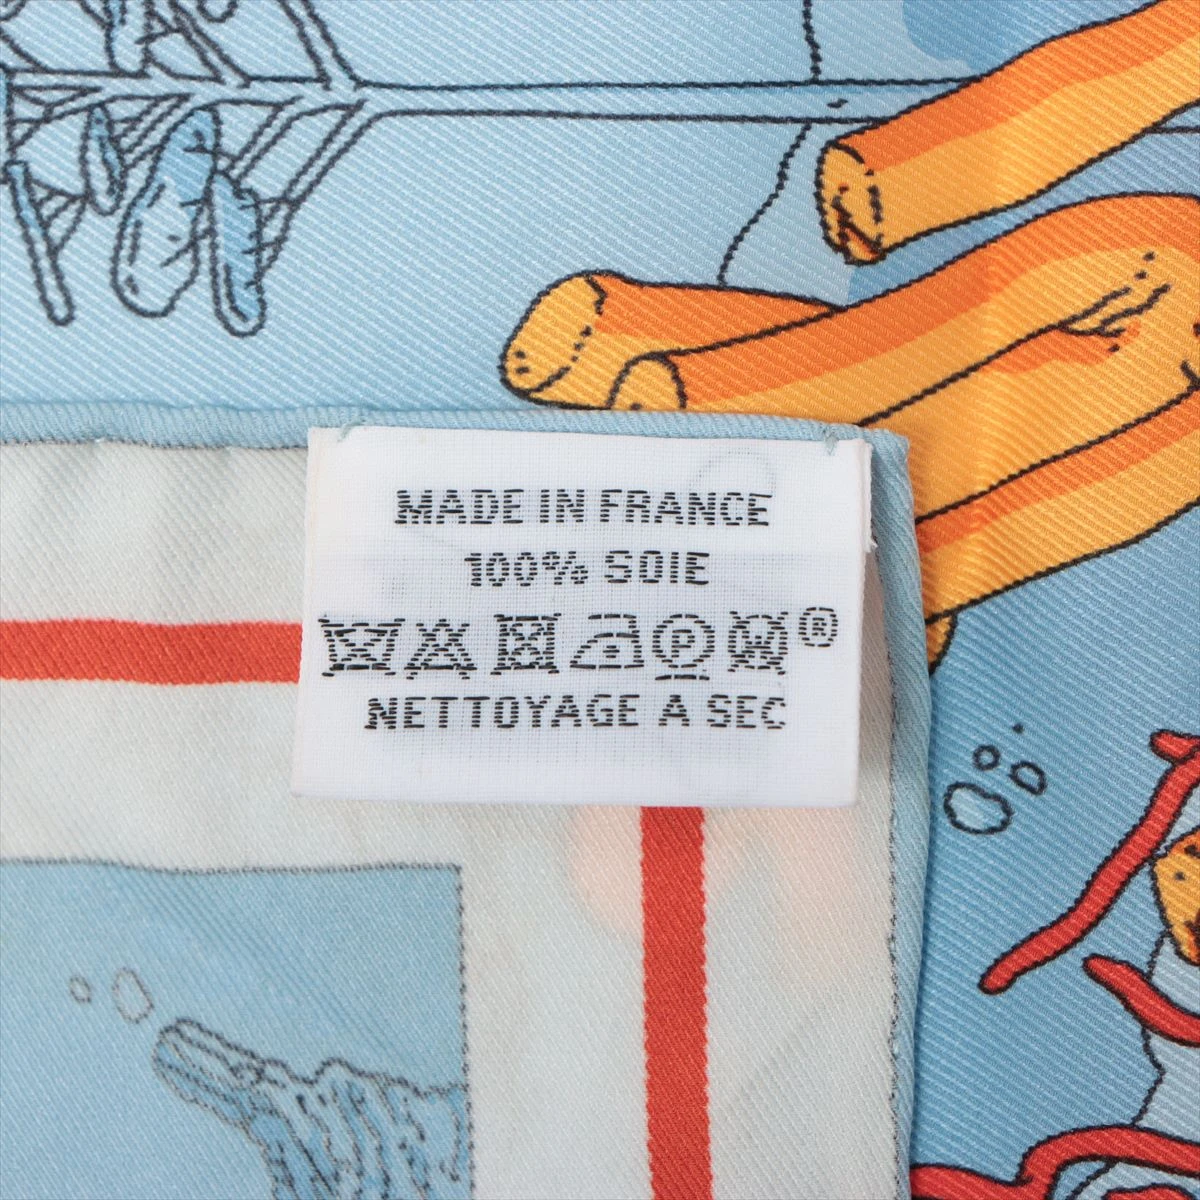 MADE IN FRANCE
100% SOIE
P ®
NETTOYAGE A SEC